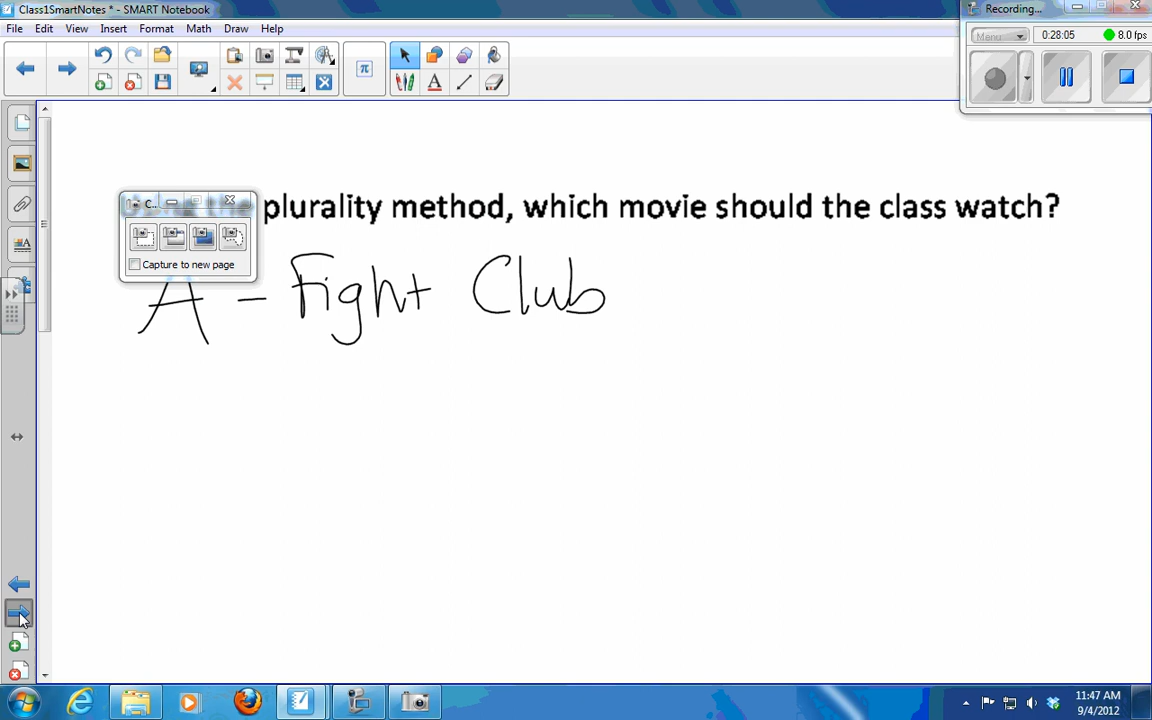 Class1SmartNotes * - SMART Notebook
File Edit View Insert Format Math Draw Help
Recording...
Menu
0:28:05
8.0 fps
π
A
C..
Capture to new page
plurality method, which movie should the class watch?
A - Fight Club
11:47 AM
9/4/2012